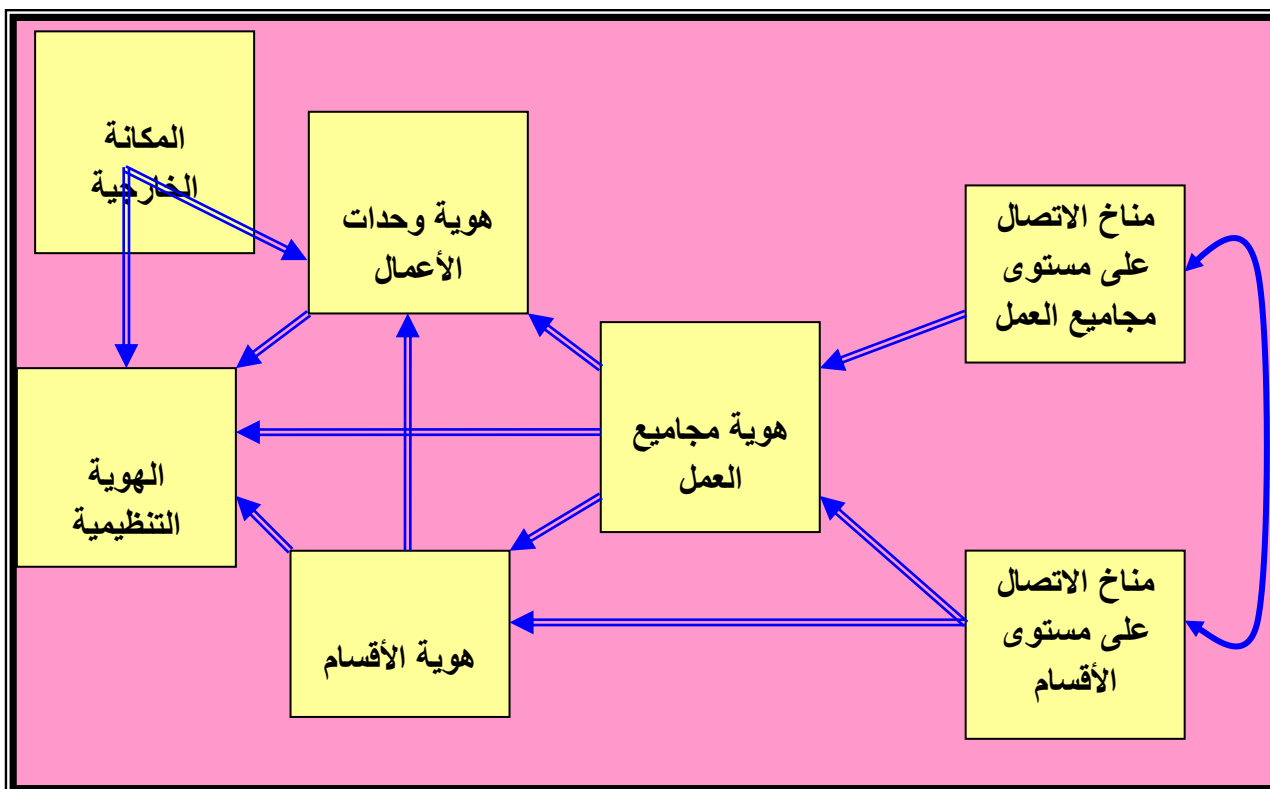 المكانة
الخارجية
هوية وحدات
الأعمال
مناخ الاتصال
على مستوى
مجاميع العمل
هوية مجاميع
العمل
الهوية
التنظيمية
مناخ الاتصال
على مستوى
الأقسام
هوية الأقسام